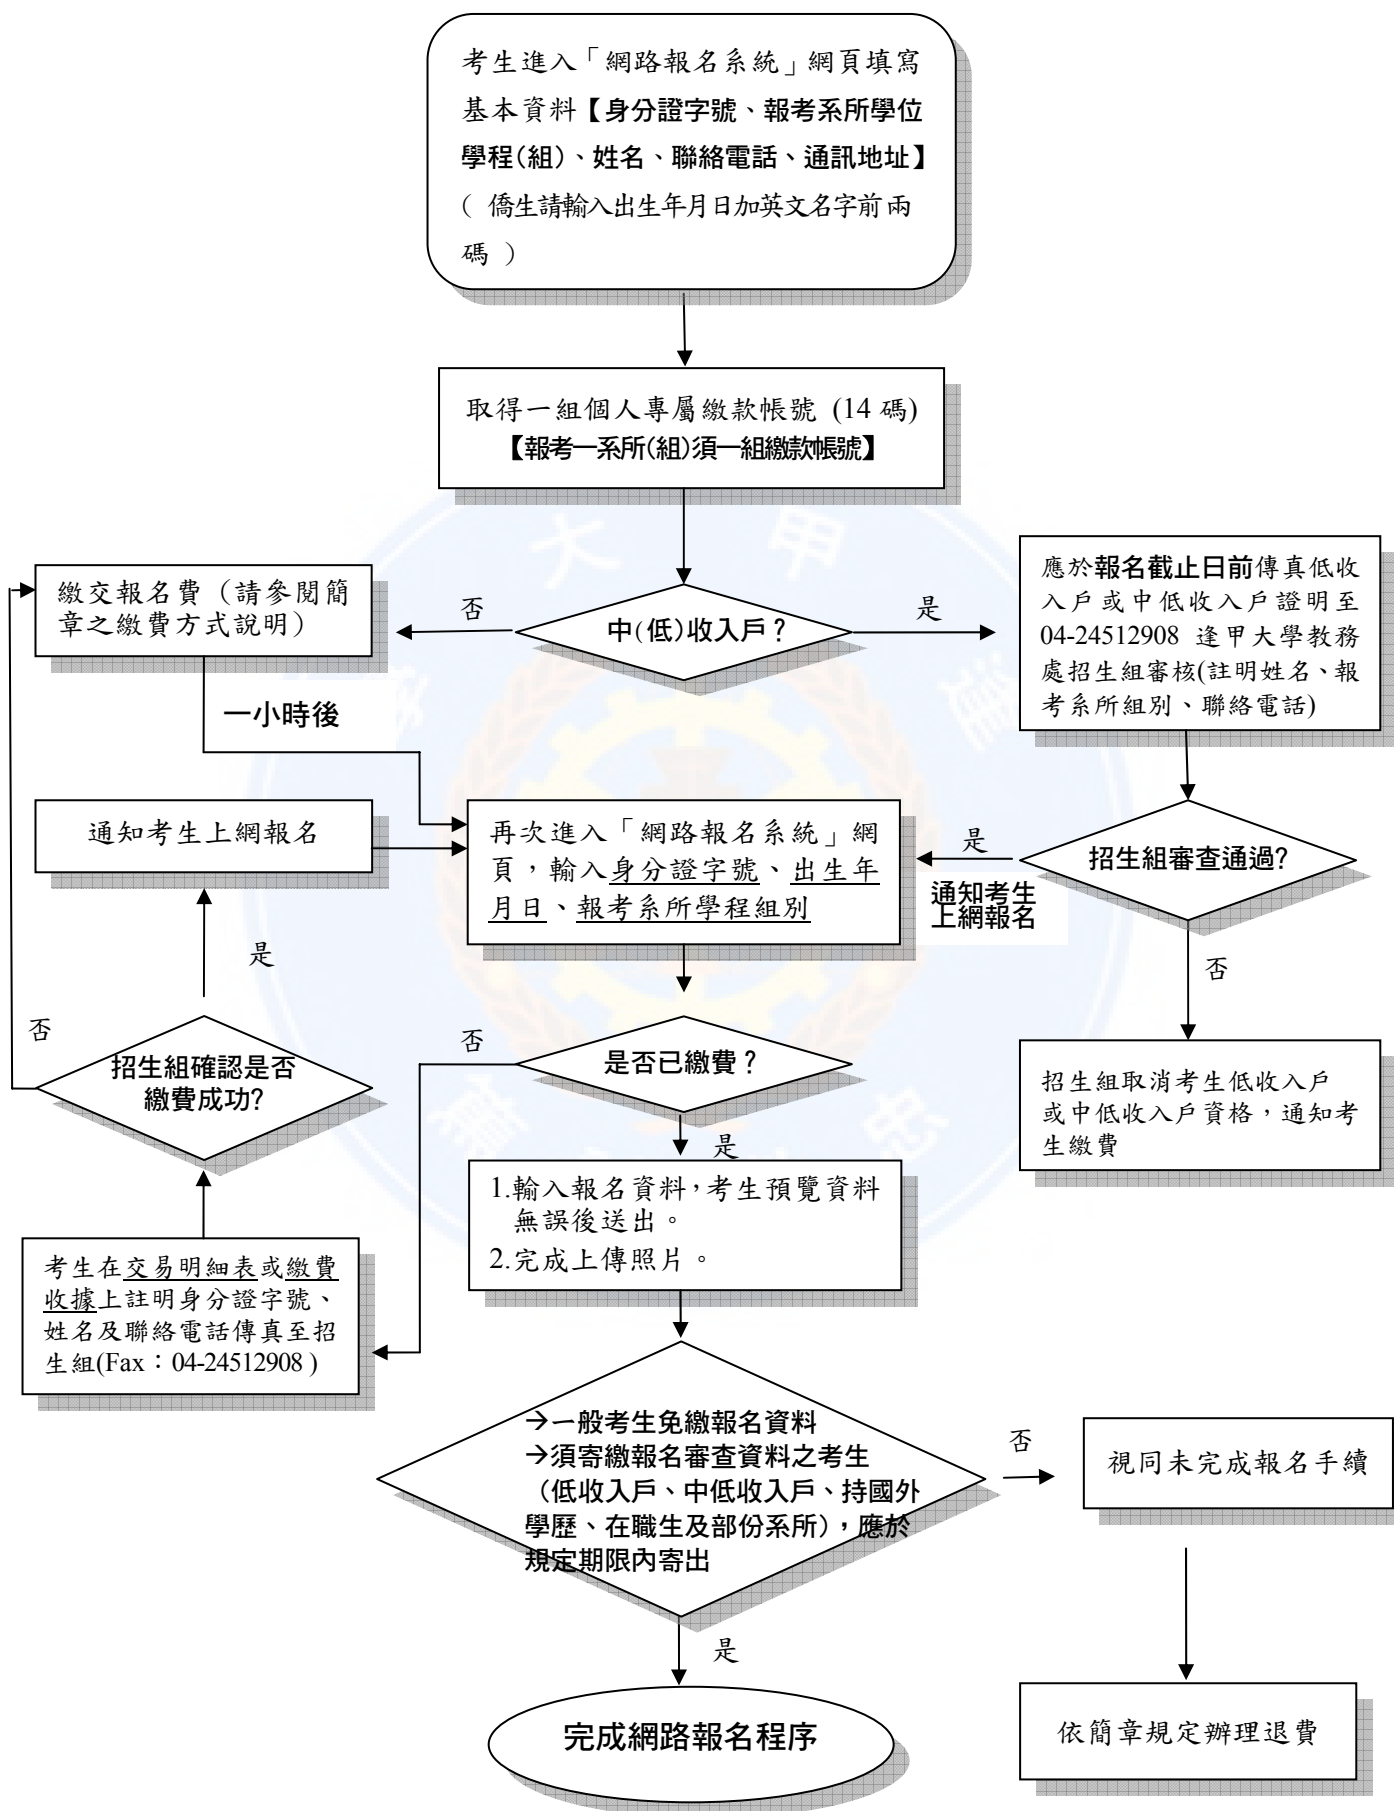 考生進入「網路報名系統」網頁填寫
基本資料【身分證字號、報考系所學位
學程(組)、姓名、聯絡電話、通訊地址】
( 僑生請輸入出生年月日加英文名字前兩
碼 )
取得一組個人專屬繳款帳號 (14 碼)
【報考一系所(組)須一組繳款帳號】
中(低)收入戶？
否
是
繳交報名費（請參閱簡
章之繳費方式說明）
應於報名截止日前傳真低收
入戶或中低收入戶證明至
04-24512908 逢甲大學教務
處招生組審核(註明姓名、報
考系所組別、聯絡電話)
一小時後
通知考生上網報名
再次進入「網路報名系統」網
頁，輸入身分證字號、出生年
月日、報考系所學程組別
是
通知考生
上網報名
招生組審查通過?
是
否
否
招生組確認是否
繳費成功?
否
是否已繳費？
招生組取消考生低收入戶
或中低收入戶資格，通知考
生繳費
是
1.輸入報名資料，考生預覽資料
無誤後送出。
2.完成上傳照片。
考生在交易明細表或繳費
收據上註明身分證字號、
姓名及聯絡電話傳真至招
生組(Fax：04-24512908 )
→一般考生免繳報名資料
→須寄繳報名審查資料之考生
（低收入戶、中低收入戶、持國外
學歷、在職生及部份系所），應於
規定期限內寄出
否
視同未完成報名手續
是
完成網路報名程序
依簡章規定辦理退費
大
甲
逢
忠